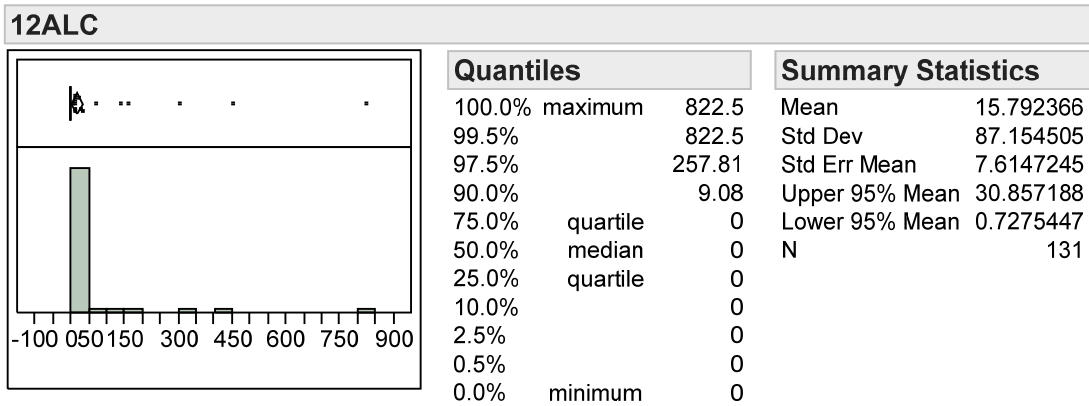 12ALC
-100 0 50 150 300 450 600 750 900
Quantiles
100.0% maximum 822.5
99.5% 822.5
97.5% 257.81
90.0% 9.08
75.0% quartile 0
50.0% median 0
25.0% quartile 0
10.0% 0
2.5% 0
0.5% 0
0.0% minimum 0
Summary Statistics
Mean 15.792366
Std Dev 87.154505
Std Err Mean 7.6147245
Upper 95% Mean 30.857188
Lower 95% Mean 0.7275447
N 131